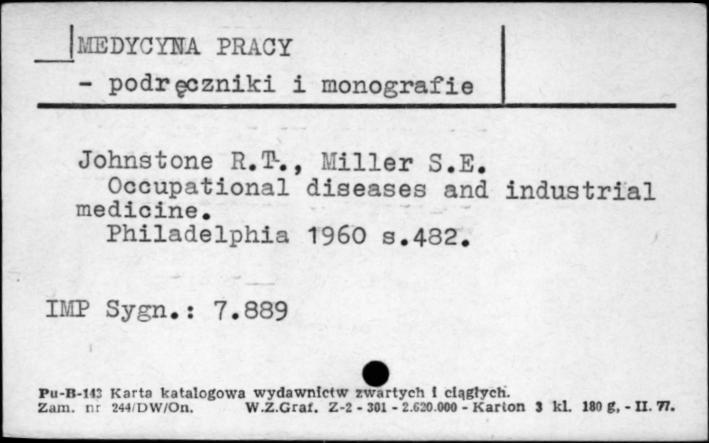 MEDYCYNA PRACY
- podręczniki i monografie
Johnstone R.T., Miller S.E.
Occupational diseases and industrial
medicine.
Philadelphia 1960 s.482.
IMP Sygn.: 7.889
Pu-B-143 Karta katalogowa wydawnictw zwartych i ciągłych.
Zam. nr 244/DW/On. W.Z.Graf. Z-2 - 301 - 2.620.000 - Karton 3 kl. 180 g, - II. 77.